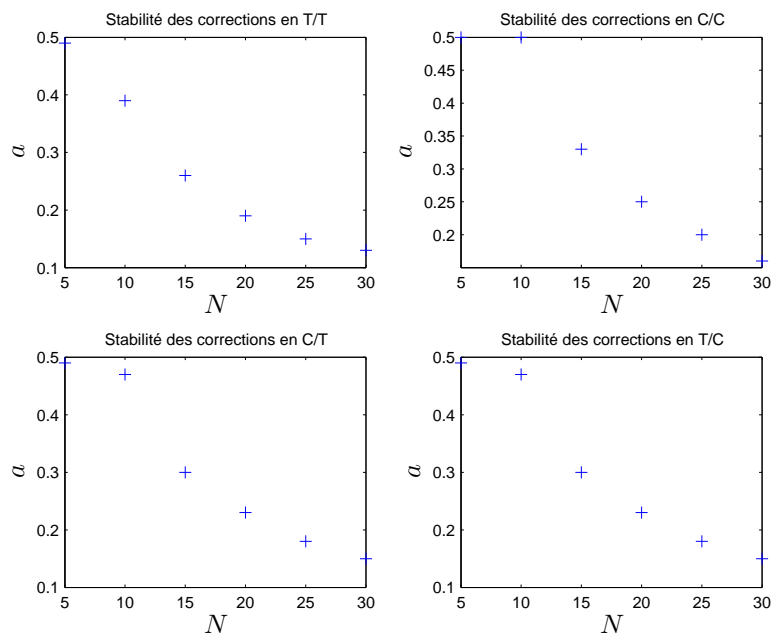 Stabilité des corrections en T/T
0.5
0.4
0.3
0.2
0.1
a
5 10 15 20 25 30
N
Stabilité des corrections en C/C
0.5
0.45
0.4
0.35
0.3
0.25
0.2
a
5 10 15 20 25 30
N
Stabilité des corrections en C/T
0.5
0.4
0.3
0.2
0.1
a
5 10 15 20 25 30
N
Stabilité des corrections en T/C
0.5
0.4
0.3
0.2
0.1
a
5 10 15 20 25 30
N